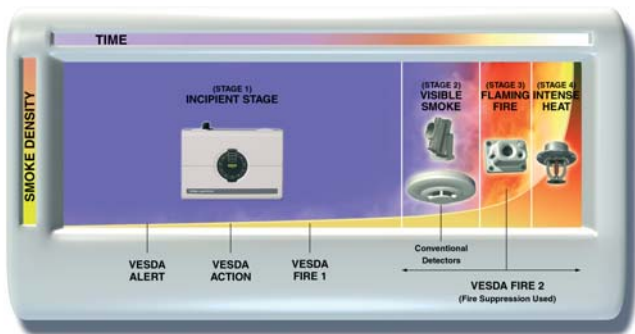 TIME
SMOKE DENSITY
(STAGE 1)
INCIPIENT STAGE
(STAGE 2)
VISIBLE
SMOKE
(STAGE 3)
FLAMING
FIRE
(STAGE 4)
INTENSE
HEAT
VESDA
ALERT
VESDA
ACTION
VESDA
FIRE 1
Conventional
Detectors
VESDA FIRE 2
(Fire Suppression Used)